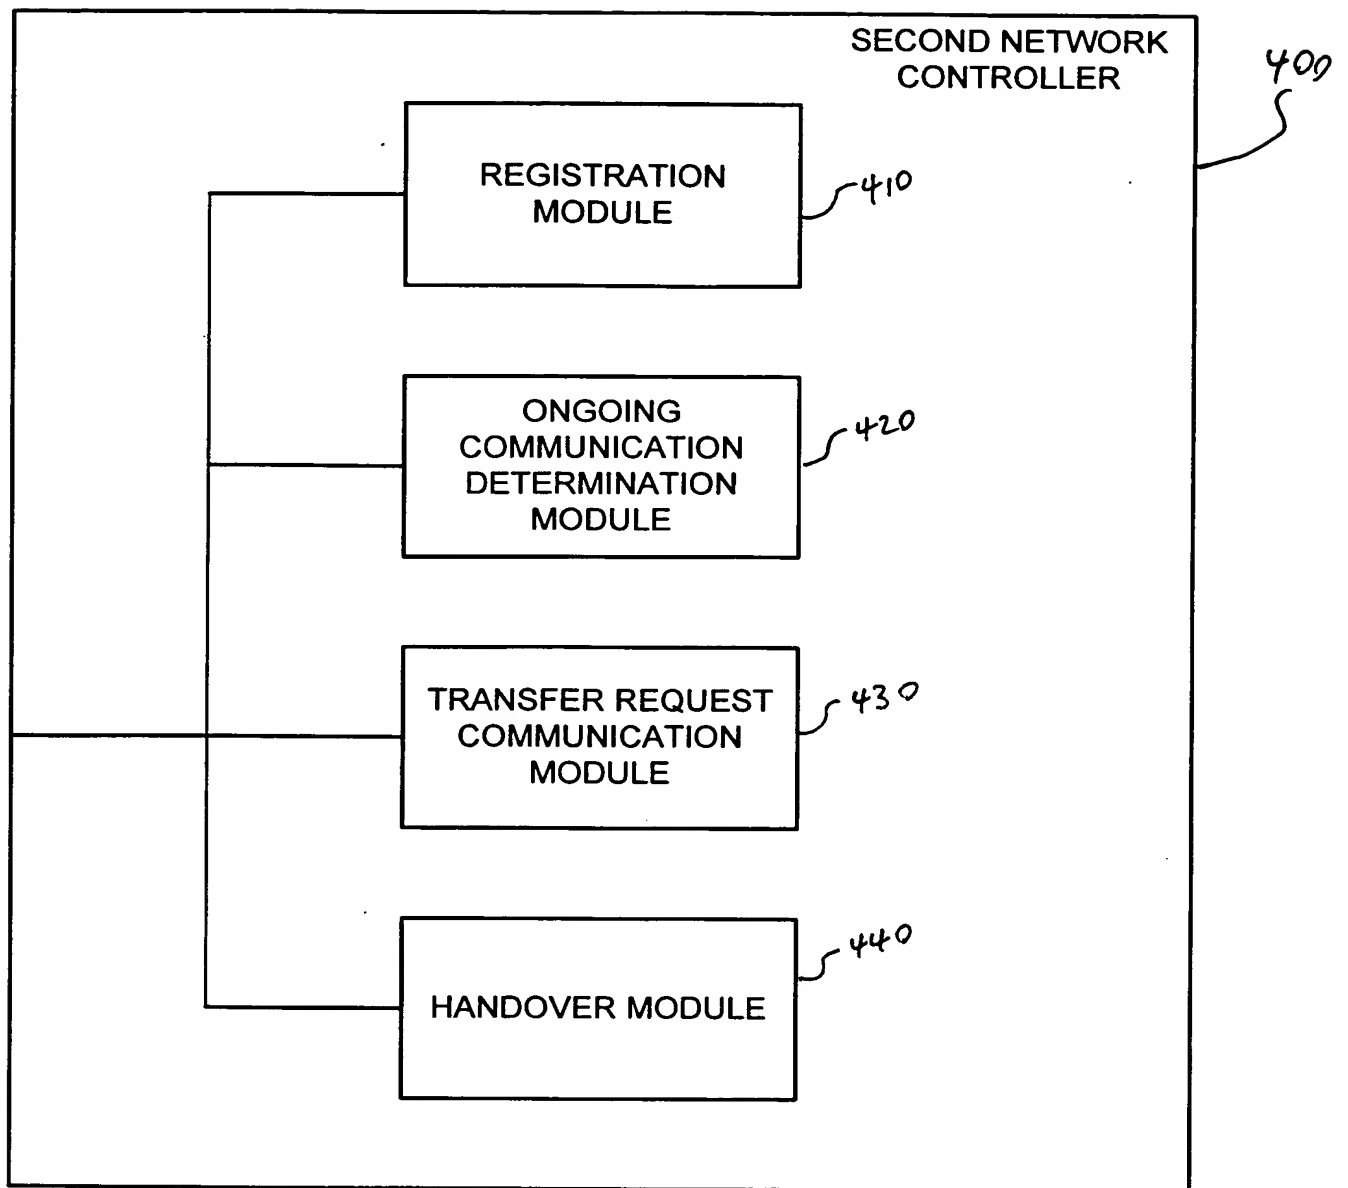 SECOND NETWORK
CONTROLLER
400
REGISTRATION
MODULE
410
ONGOING
COMMUNICATION
DETERMINATION
MODULE
420
TRANSFER REQUEST
COMMUNICATION
MODULE
430
HANDOVER MODULE
440